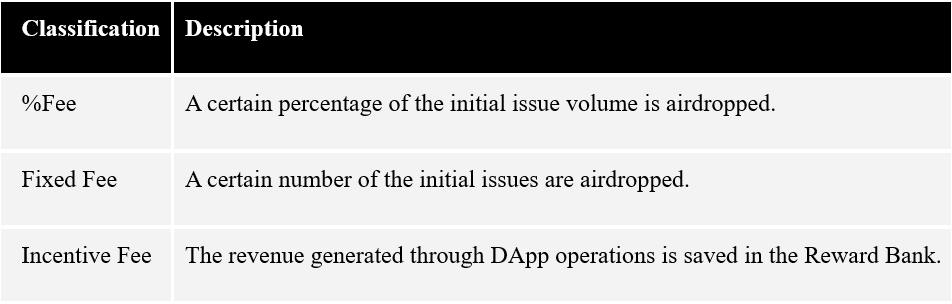 Classification Description
%Fee A certain percentage of the initial issue volume is airdropped.
Fixed Fee A certain number of the initial issues are airdropped.
Incentive Fee The revenue generated through DApp operations is saved in the Reward Bank.